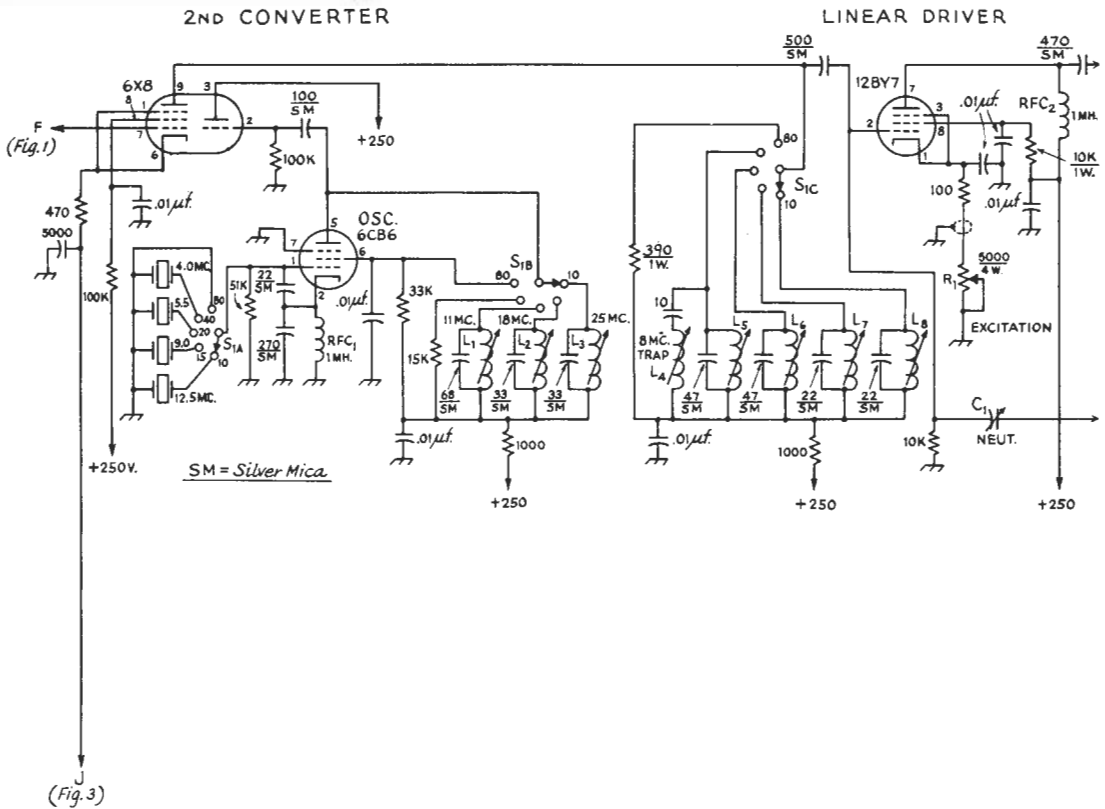 2ND CONVERTER
LINEAR DRIVER
6X8
9
3
1
8
7
2
6
F
(Fig.1)
100
SM
+250
100K
470
5000
.01µf.
100K
+250V.
4.0MC.
5.5
9.0
12.5MC.
80
40
20
15
10
S1A
OSC.
6CB6
5
7
1
6
2
51K
22
SM
270
SM
RFC1
1MH.
.01µf.
33K
15K
S1B
80
10
11MC.
18MC.
25MC.
L1
L2
L3
68
SM
33
SM
33
SM
.01µf.
1000
+250
SM = Silver Mica
500
SM
80
S1C
10
390
1W.
10
8MC.
TRAP
L4
L5
L6
L7
L8
47
SM
47
SM
22
SM
22
SM
.01µf.
1000
+250
12BY7
7
3
8
2
1
.01µf.
470
SM
RFC2
1MH.
10K
1W.
.01µf
100
5000
4W.
R1
EXCITATION
C1
NEUT.
10K
+250
J
(Fig.3)